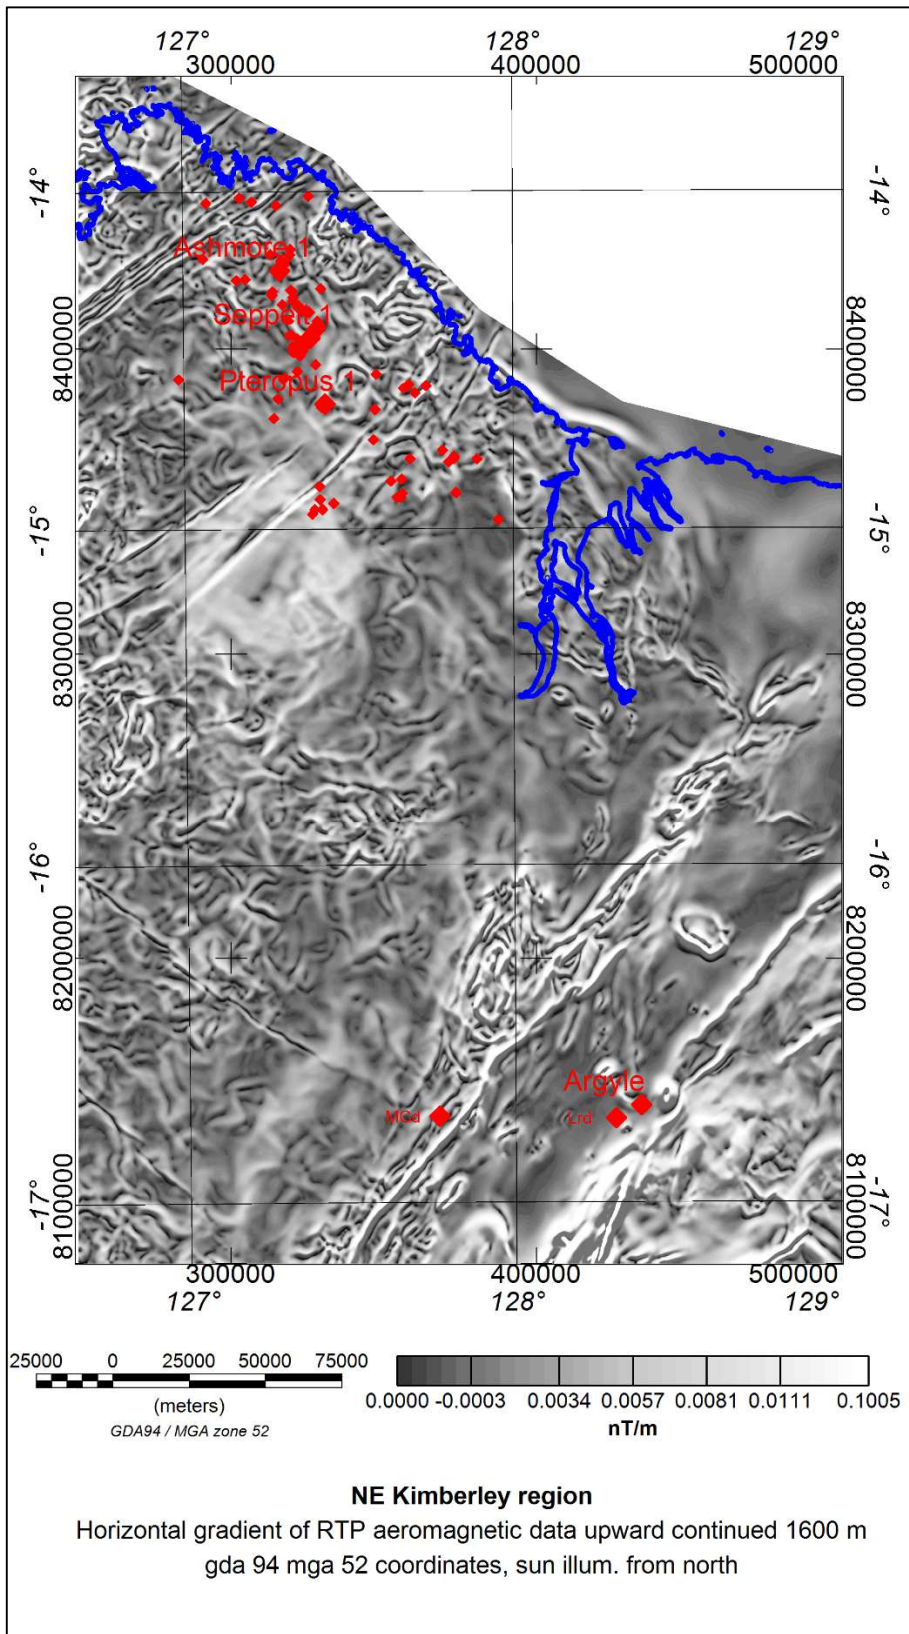 127° 128° 129°
300000 400000 500000
-14° -14°
Ashmore 1
Seppelt 1
8400000 8400000
Pteropus 1
-15° -15°
8300000 8300000
-16° -16°
8200000 8200000
Argyle
MCd Lrd
-17° -17°
8100000 8100000
300000 400000 500000
127° 128° 129°
25000 0 25000 50000 75000
(meters)
GDA94 / MGA zone 52
0.0000 -0.0003 0.0034 0.0057 0.0081 0.0111 0.1005
nT/m
NE Kimberley region
Horizontal gradient of RTP aeromagnetic data upward continued 1600 m
gda 94 mga 52 coordinates, sun illum. from north